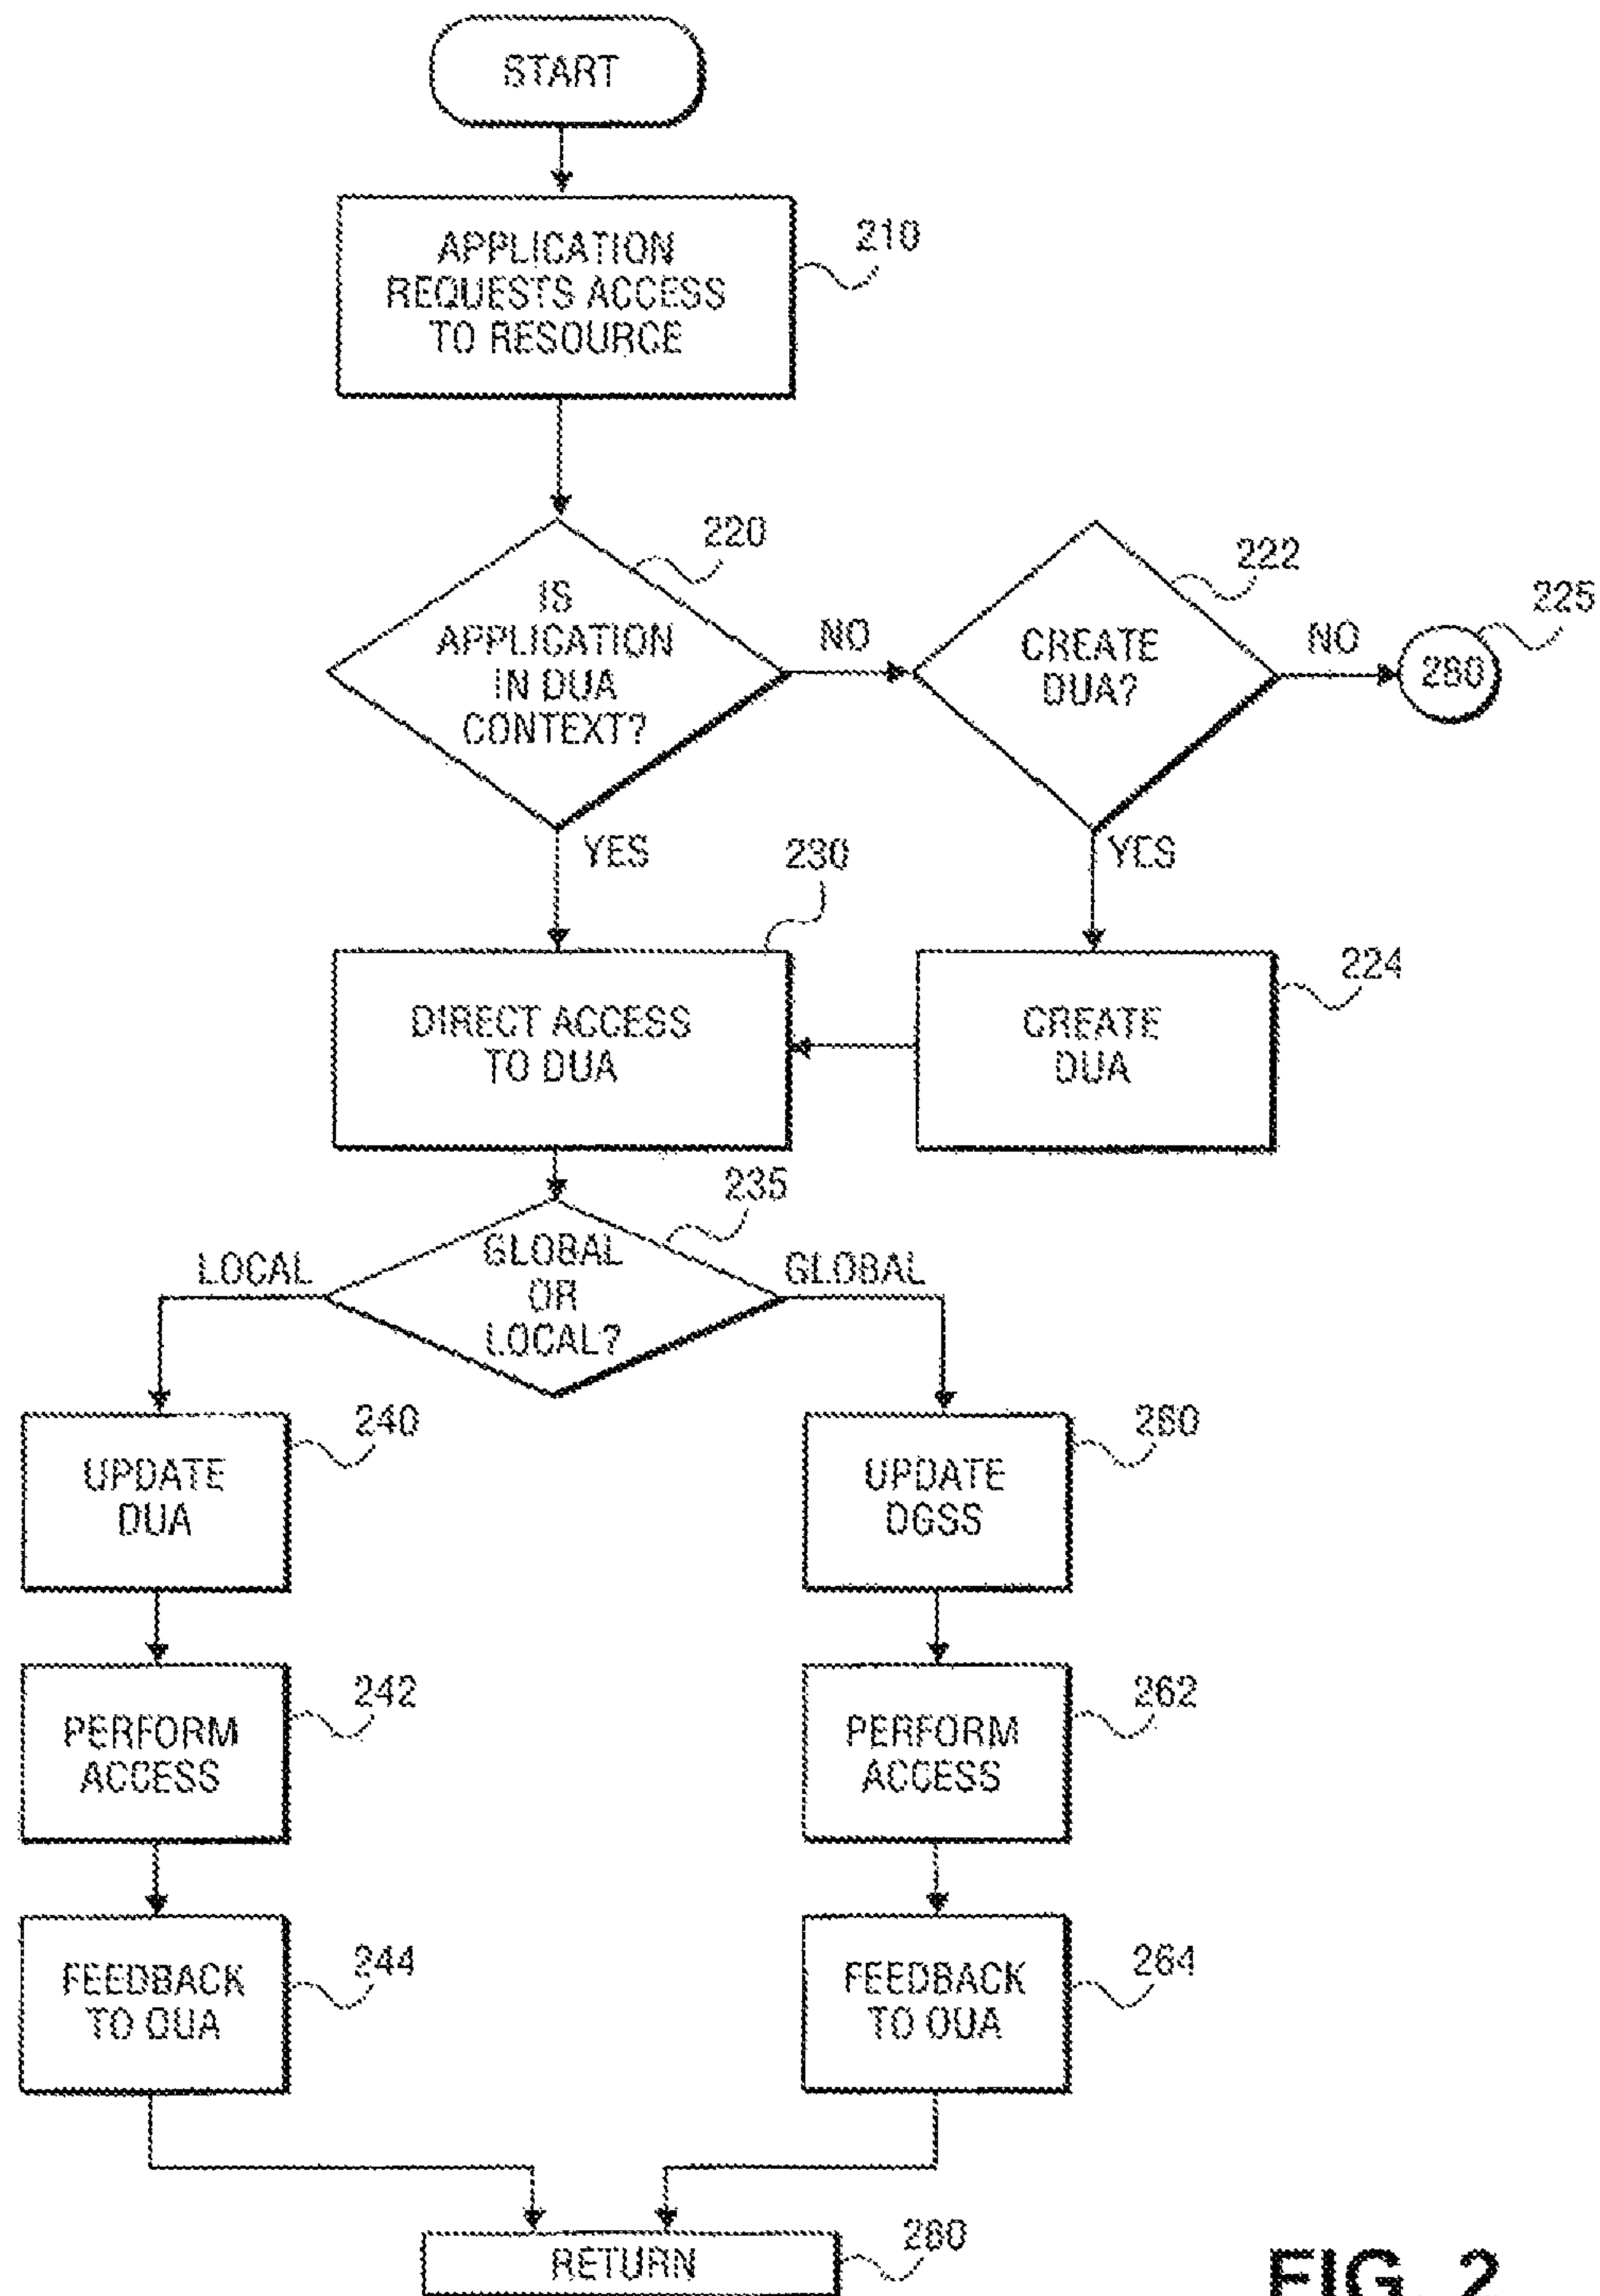 START
APPLICATION
REQUESTS ACCESS
TO RESOURCE
210
IS
APPLICATION
IN DUA
CONTEXT?
220
NO
CREATE
DUA?
222
NO
280
225
YES
YES
DIRECT ACCESS
TO DUA
230
CREATE
DUA
224
GLOBAL
OR
LOCAL?
235
LOCAL
GLOBAL
UPDATE
DUA
240
UPDATE
DGSS
260
PERFORM
ACCESS
242
PERFORM
ACCESS
262
FEEDBACK
TO DUA
244
FEEDBACK
TO DUA
264
RETURN
280
FIG. 2